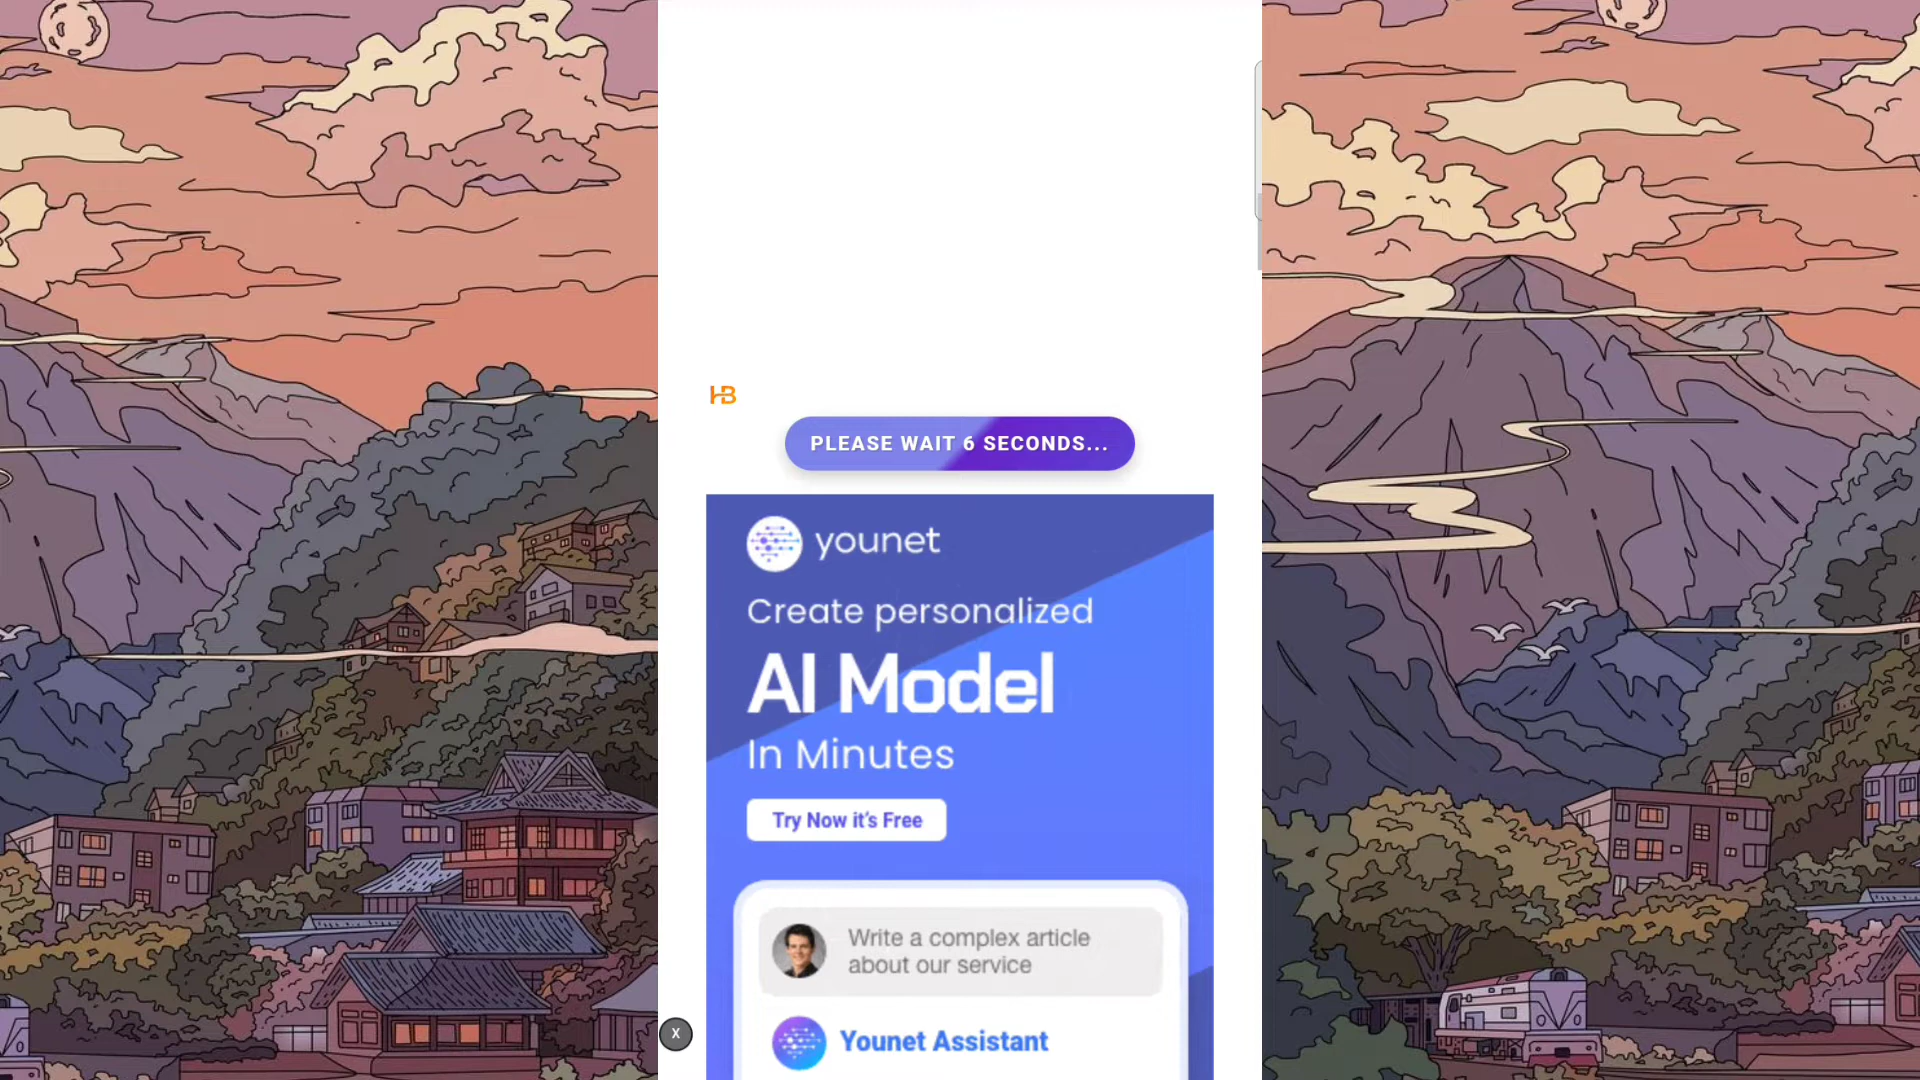 HB
PLEASE WAIT 6 SECONDS...
younet
Create personalized
AI Model
In Minutes
Try Now it's Free
Write a complex article
about our service
Younet Assistant
X